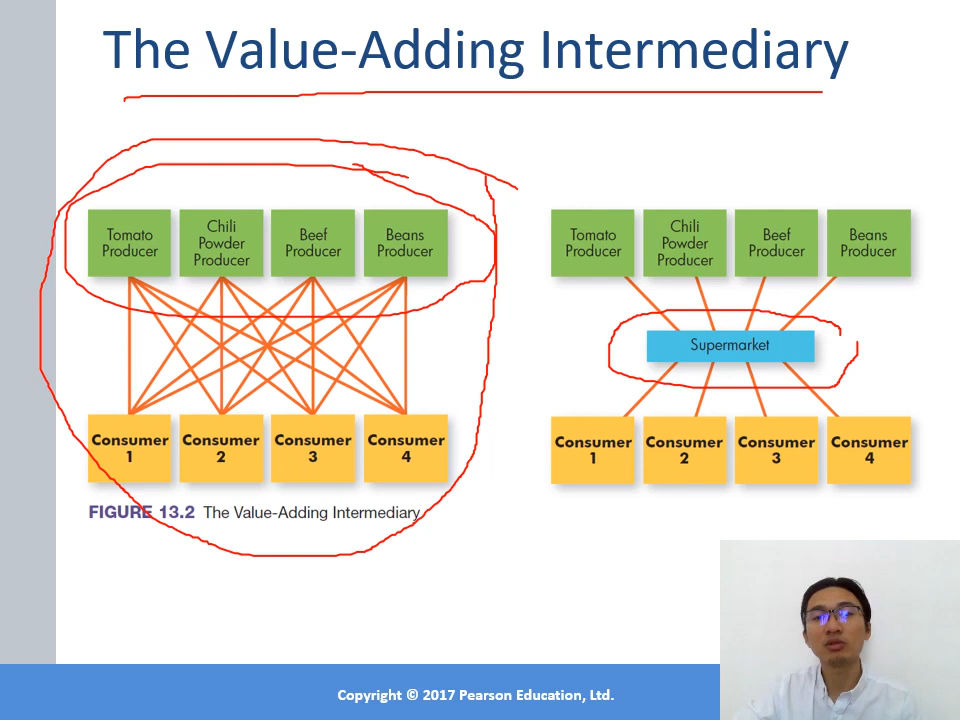 The Value-Adding Intermediary
Tomato
Producer
Chili
Powder
Producer
Beef
Producer
Beans
Producer
Consumer
1
Consumer
2
Consumer
3
Consumer
4
FIGURE 13.2 The Value-Adding Intermediary
Tomato
Producer
Chili
Powder
Producer
Beef
Producer
Beans
Producer
Supermarket
Consumer
1
Consumer
2
Consumer
3
Consumer
4
Copyright © 2017 Pearson Education, Ltd.